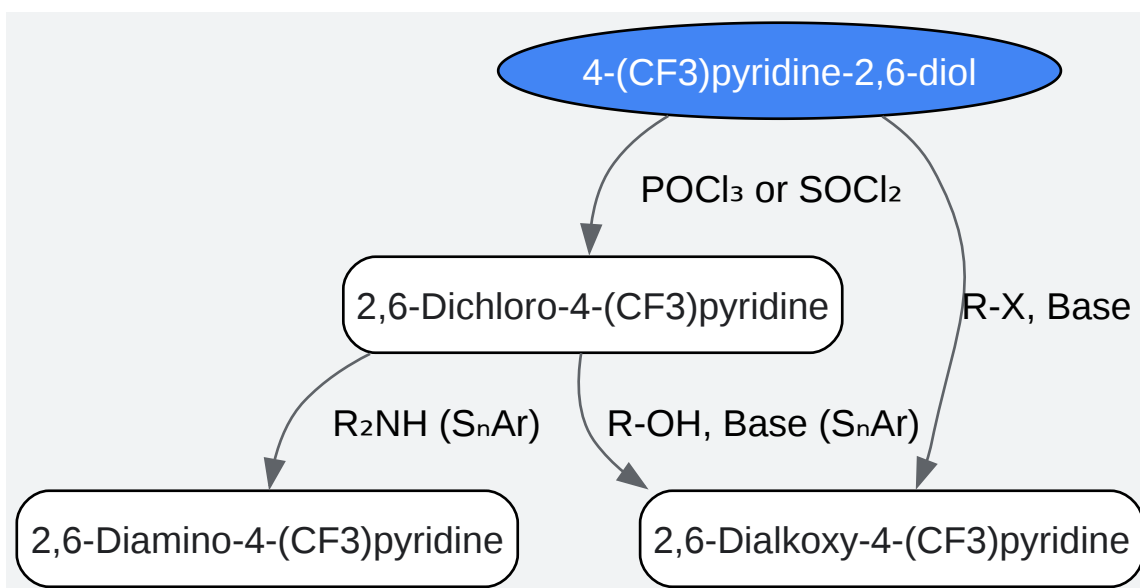 4-(CF3)pyridine-2,6-diol
POCl₃ or SOCl₂
2,6-Dichloro-4-(CF3)pyridine
R-X, Base
R₂NH (SₙAr)
R-OH, Base (SₙAr)
2,6-Diamino-4-(CF3)pyridine
2,6-Dialkoxy-4-(CF3)pyridine